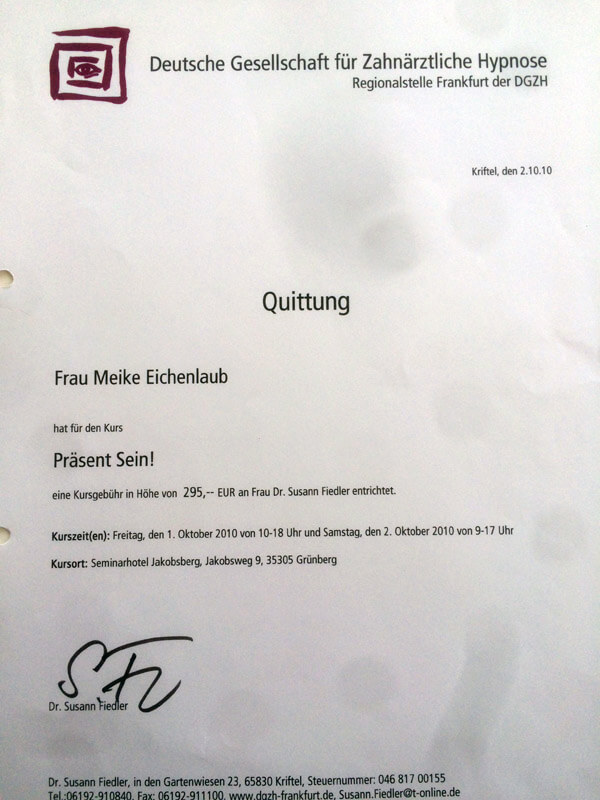 Deutsche Gesellschaft für Zahnärztliche Hypnose
Regionalstelle Frankfurt der DGZH
Kriftel, den 2.10.10
Quittung
Frau Meike Eichenlaub
hat für den Kurs
Präsent Sein!
eine Kursgebühr in Höhe von 295,-- EUR an Frau Dr. Susann Fiedler entrichtet.
Kurszeit(en): Freitag, den 1. Oktober 2010 von 10-18 Uhr und Samstag, den 2. Oktober 2010 von 9-17 Uhr
Kursort: Seminarhotel Jakobsberg, Jakobsweg 9, 35305 Grünberg
Dr. Susann Fiedler
Dr. Susann Fiedler, in den Gartenwiesen 23, 65830 Kriftel, Steuernummer: 046 817 00155
Tel.:06192-910840, Fax: 06192-911100, www.dgzh-frankfurt.de, Susann.Fiedler@t-online.de